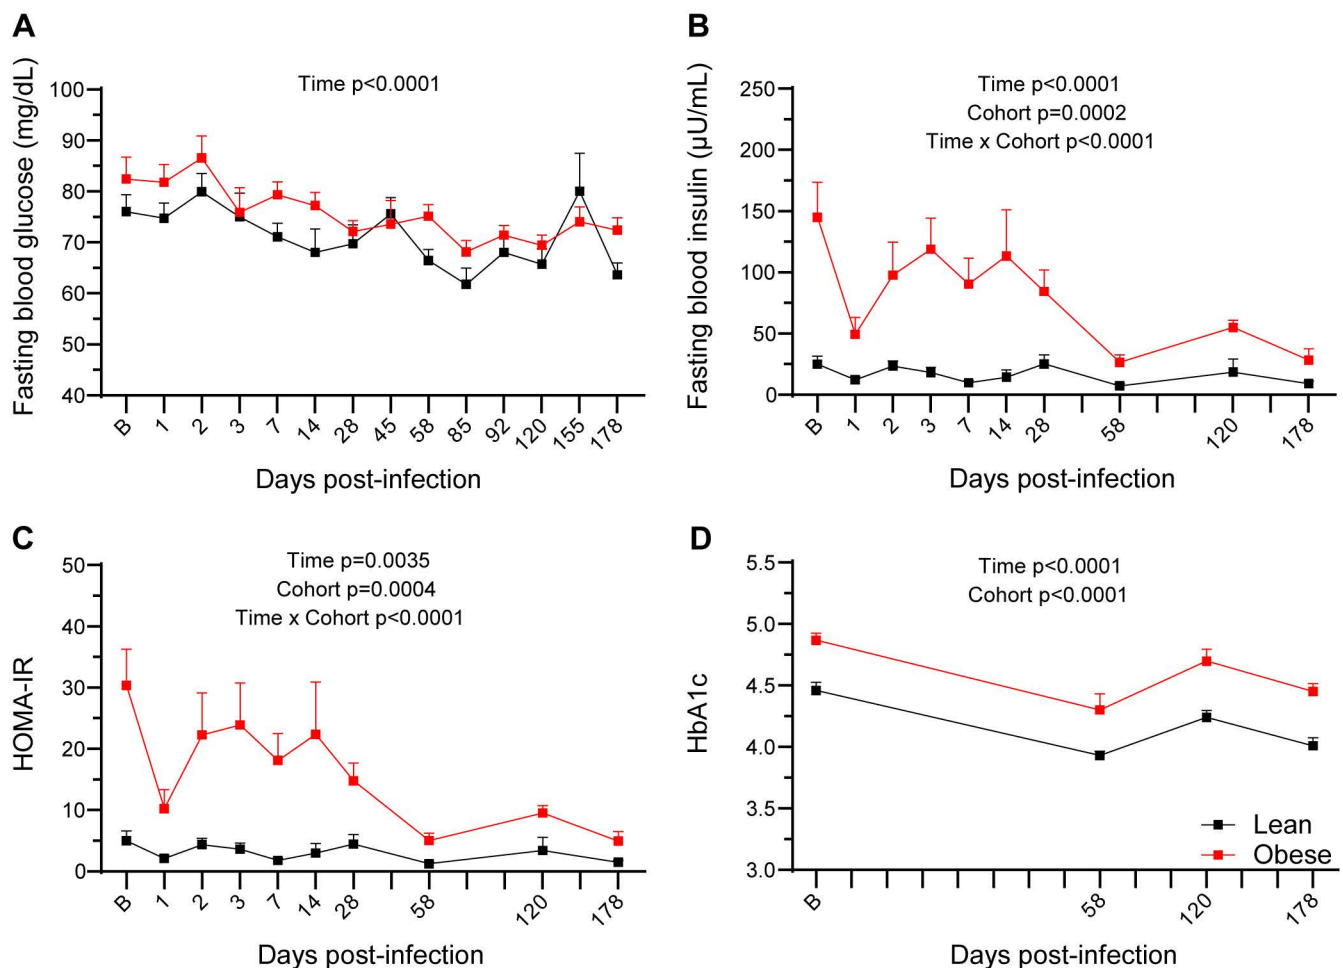 A
Time p<0.0001
Fasting blood glucose (mg/dL)
100
90
80
70
60
50
40
B 1 2 3 7 14 28 45 58 85 92 120 155 178
Days post-infection
B
Time p<0.0001
Cohort p=0.0002
Time x Cohort p<0.0001
Fasting blood insulin (µU/mL)
250
200
150
100
50
0
B 1 2 3 7 14 28 58 120 178
Days post-infection
C
Time p=0.0035
Cohort p=0.0004
Time x Cohort p<0.0001
HOMA-IR
50
40
30
20
10
0
B 1 2 3 7 14 28 58 120 178
Days post-infection
D
Time p<0.0001
Cohort p<0.0001
HbA1c
5.5
5.0
4.5
4.0
3.5
3.0
Lean
Obese
B 58 120 178
Days post-infection